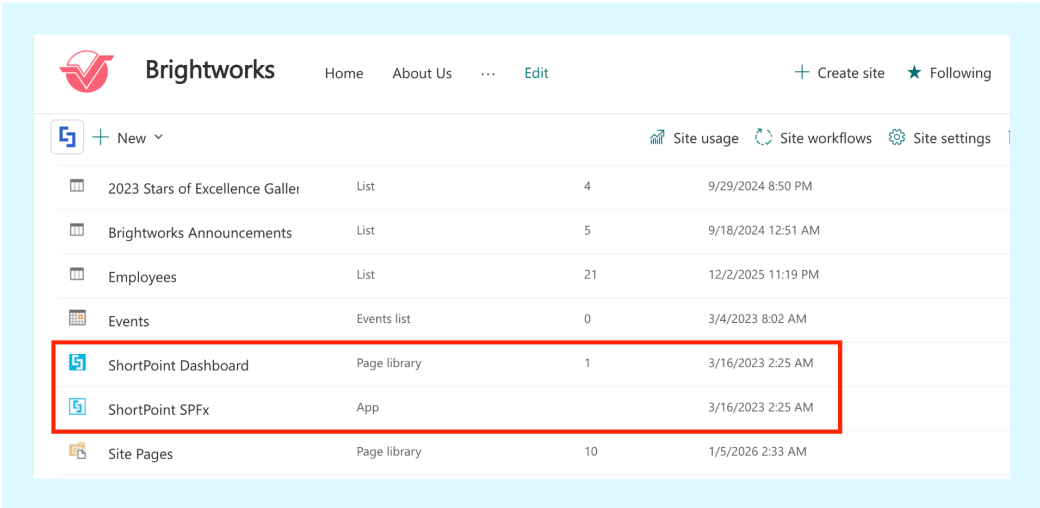 Brightworks Home About Us ... Edit + Create site ★ Following
+ New Site usage Site workflows Site settings
2023 Stars of Excellence Galler List 4 9/29/2024 8:50 PM
Brightworks Announcements List 5 9/18/2024 12:51 AM
Employees List 21 12/2/2025 11:19 PM
Events Events list 0 3/4/2023 8:02 AM
ShortPoint Dashboard Page library 1 3/16/2023 2:25 AM
ShortPoint SPFx App 3/16/2023 2:25 AM
Site Pages Page library 10 1/5/2026 2:33 AM